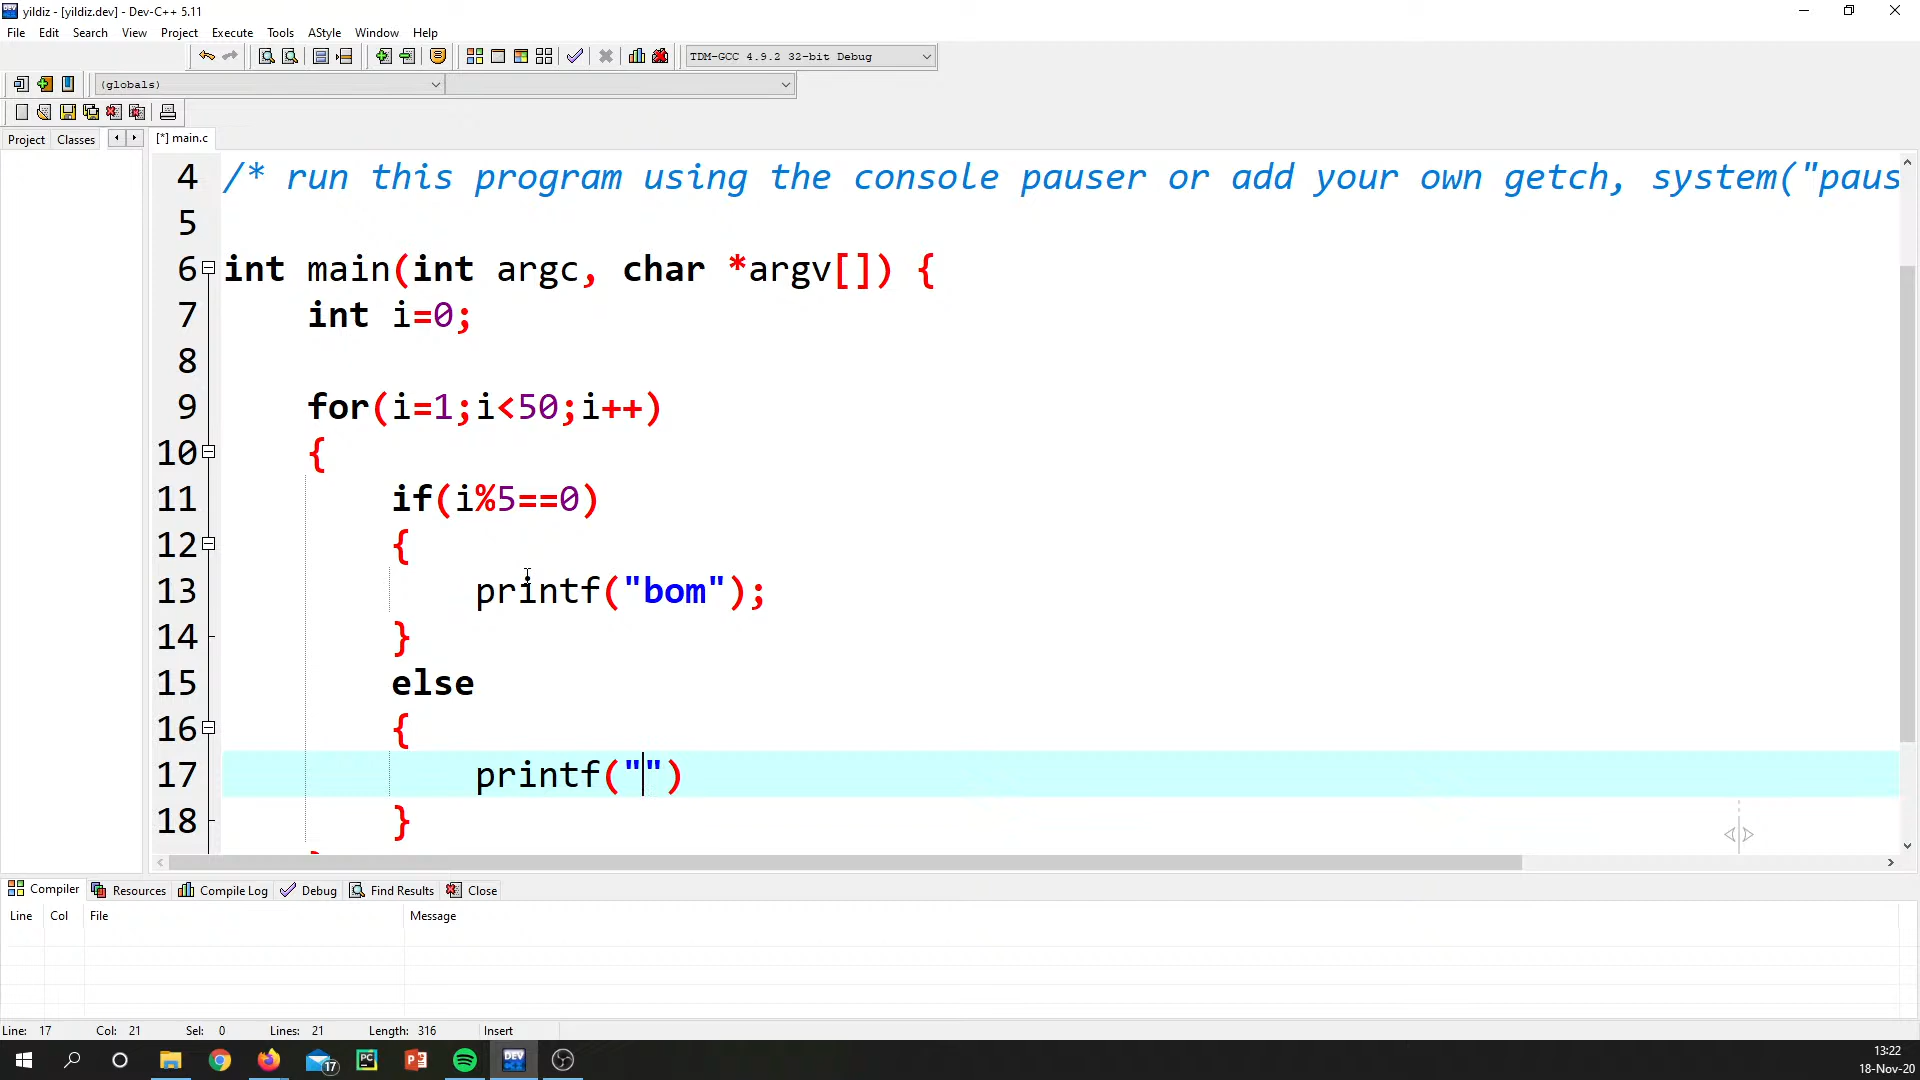 yildiz - [yildiz.dev] - Dev-C++ 5.11
File Edit Search View Project Execute Tools AStyle Window Help
TDM-GCC 4.9.2 32-bit Debug
(globals)
Project Classes [*] main.c
4 /* run this program using the console pauser or add your own getch, system("paus
5
6 int main(int argc, char *argv[]) {
7 int i=0;
8
9 for(i=1;i<50;i++)
10 {
11 if(i%5==0)
12 {
13 printf("bom");
14 }
15 else
16 {
17 printf("")
18 }
Compiler Resources Compile Log Debug Find Results Close
Line Col File Message
Line: 17 Col: 21 Sel: 0 Lines: 21 Length: 316 Insert
17 PC P DEV C++
13:22
18-Nov-20